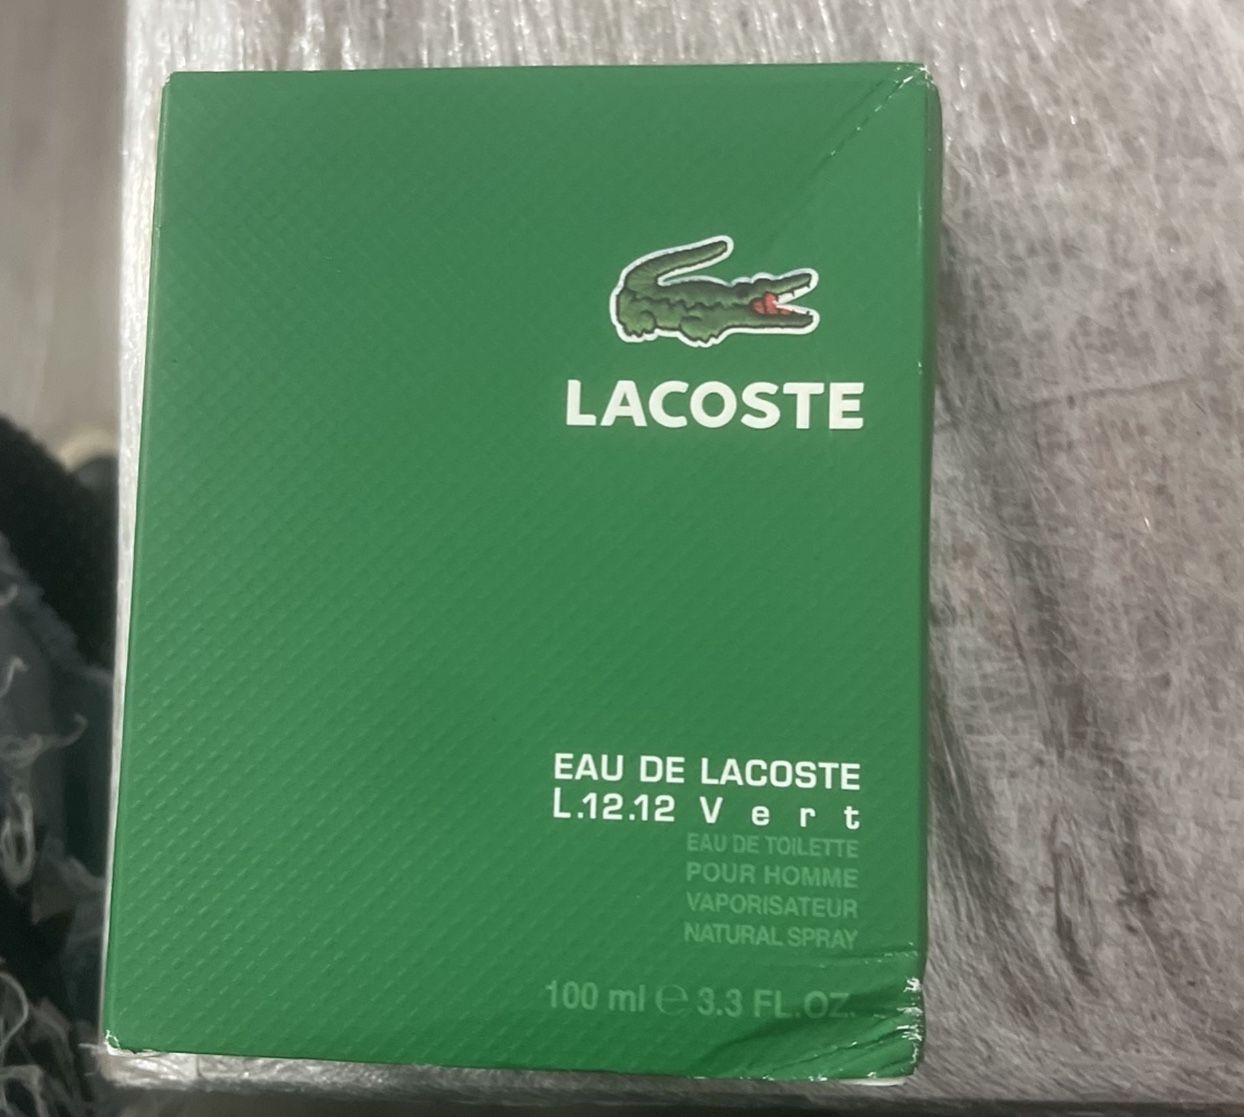 LACOSTE
EAU DE LACOSTE
L.12.12 Vert
EAU DE TOILETTE
POUR HOMME
VAPORISATEUR
NATURAL SPRAY
100 ml ℮ 3.3 FL.OZ.